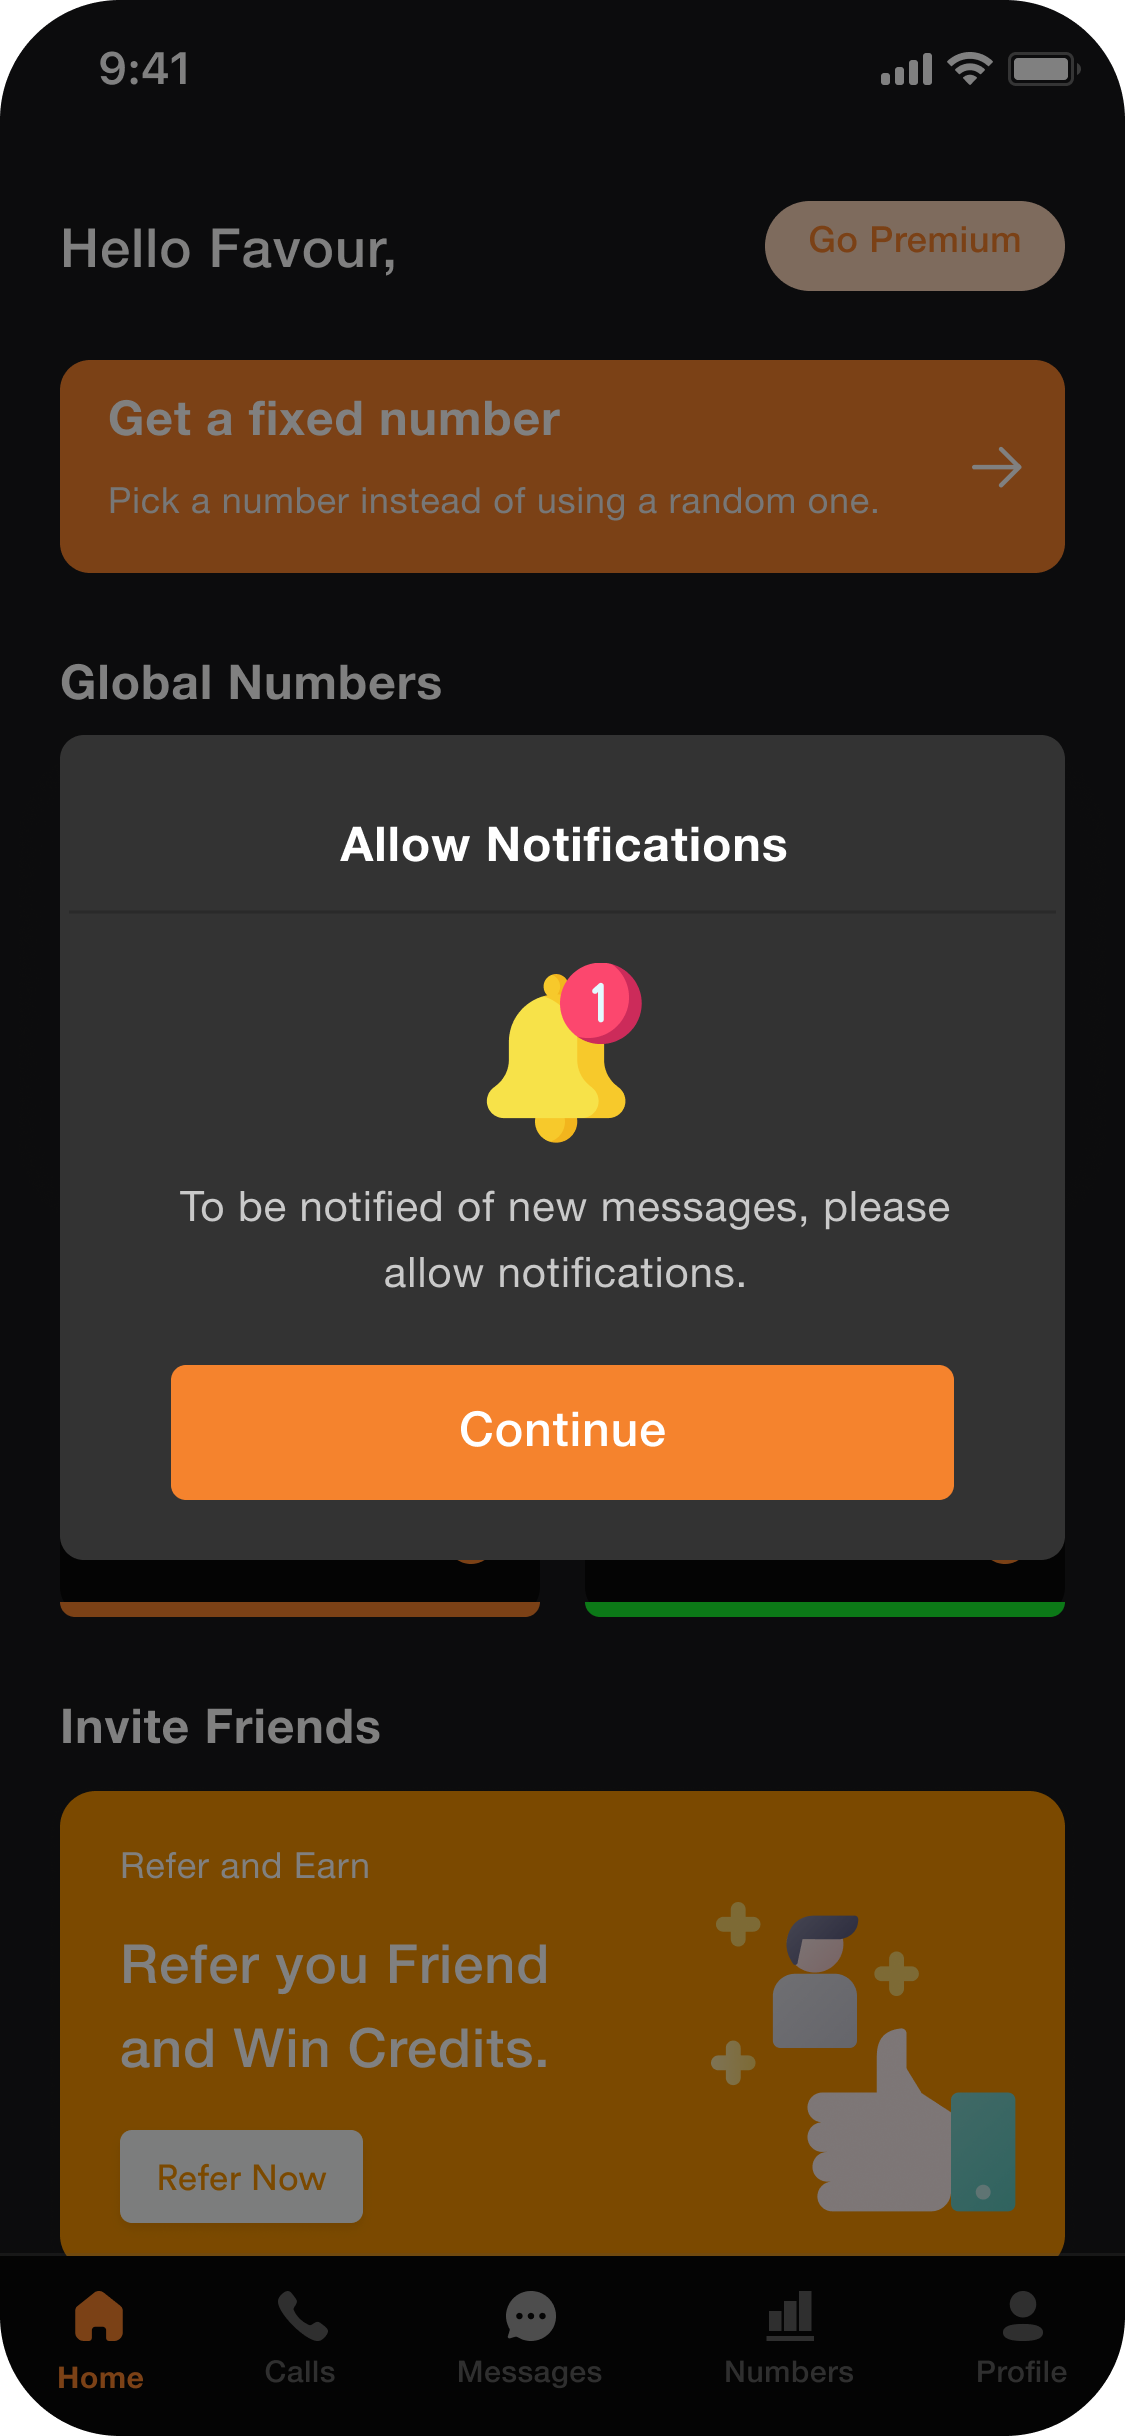 9:41
Hello Favour,
Go Premium
Get a fixed number
Pick a number instead of using a random one.
Global Numbers
Allow Notifications
1
To be notified of new messages, please
allow notifications.
Continue
Invite Friends
Refer and Earn
Refer you Friend
and Win Credits.
Refer Now
Home
Calls
Messages
Numbers
Profile